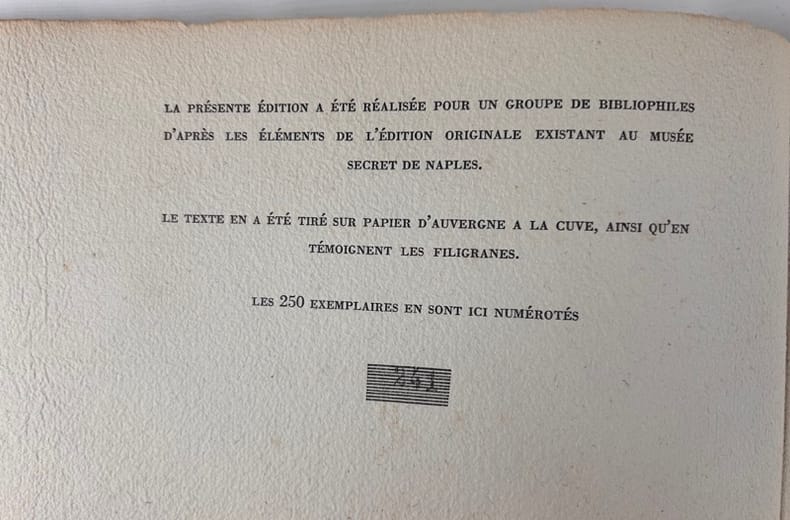 LA PRÉSENTE ÉDITION A ÉTÉ RÉALISÉE POUR UN GROUPE DE BIBLIOPHILES
D'APRÈS LES ÉLÉMENTS DE L'ÉDITION ORIGINALE EXISTANT AU MUSÉE
SECRET DE NAPLES.
LE TEXTE EN A ÉTÉ TIRÉ SUR PAPIER D'AUVERGNE A LA CUVE, AINSI QU'EN
TÉMOIGNENT LES FILIGRANES.
LES 250 EXEMPLAIRES EN SONT ICI NUMÉROTÉS
241